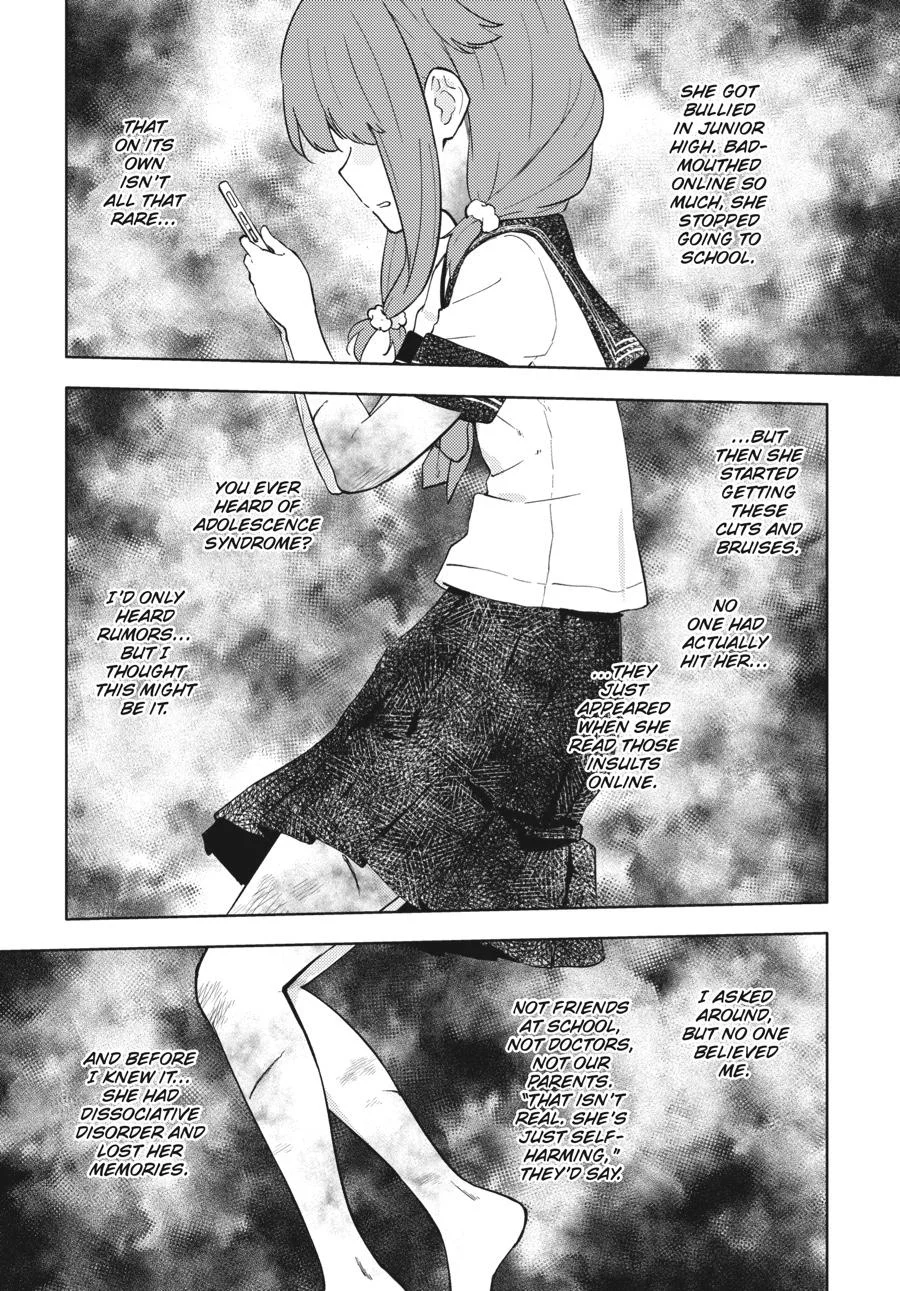 SHE GOT
BULLIED
IN JUNIOR
HIGH. BAD-
MOUTHED
ONLINE SO
MUCH, SHE
STOPPED
GOING TO
SCHOOL.
THAT
ON ITS
OWN
ISN'T
ALL THAT
RARE...
...BUT
THEN SHE
STARTED
GETTING
THESE
CUTS AND
BRUISES.
NO
ONE HAD
ACTUALLY
HIT HER...
...THEY
JUST
APPEARED
WHEN SHE
READ THOSE
INSULTS
ONLINE.
YOU EVER
HEARD OF
ADOLESCENCE
SYNDROME?
I'D ONLY
HEARD
RUMORS...
BUT I
THOUGHT
THIS MIGHT
BE IT.
I ASKED
AROUND,
BUT NO ONE
BELIEVED
ME.
NOT FRIENDS
AT SCHOOL,
NOT DOCTORS,
NOT OUR
PARENTS.
"THAT ISN'T
REAL. SHE'S
JUST SELF-
HARMING,"
THEY'D SAY.
AND BEFORE
I KNEW IT...
SHE HAD
DISSOCIATIVE
DISORDER AND
LOST HER
MEMORIES.